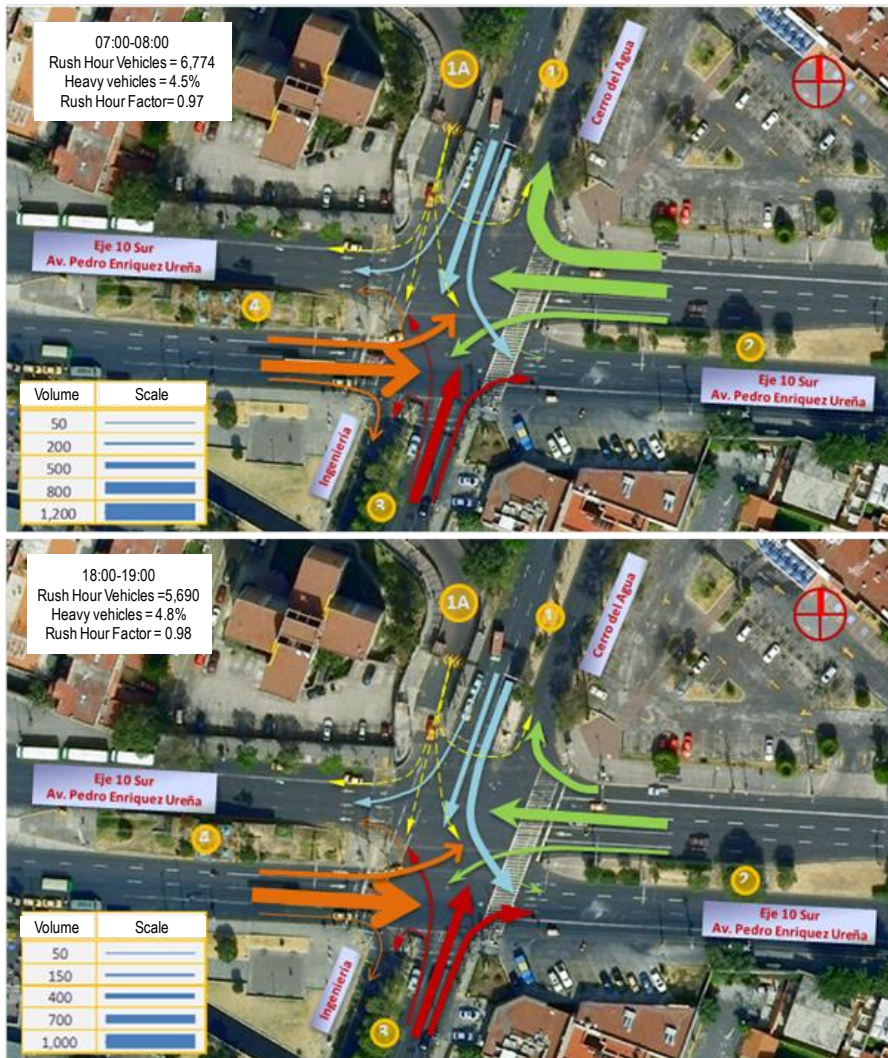 07:00-08:00
Rush Hour Vehicles = 6,774
Heavy vehicles = 4.5%
Rush Hour Factor= 0.97
1A
1
Cerro del Agua
Eje 10 Sur
Av. Pedro Enriquez Ureña
4
2
Eje 10 Sur
Av. Pedro Enriquez Ureña
Volume Scale
50
200
500
800
1,200
Ingeniería
3
18:00-19:00
Rush Hour Vehicles =5,690
Heavy vehicles = 4.8%
Rush Hour Factor = 0.98
1A
1
Cerro del Agua
Eje 10 Sur
Av. Pedro Enriquez Ureña
4
2
Eje 10 Sur
Av. Pedro Enriquez Ureña
Volume Scale
50
150
400
700
1,000
Ingeniería
3